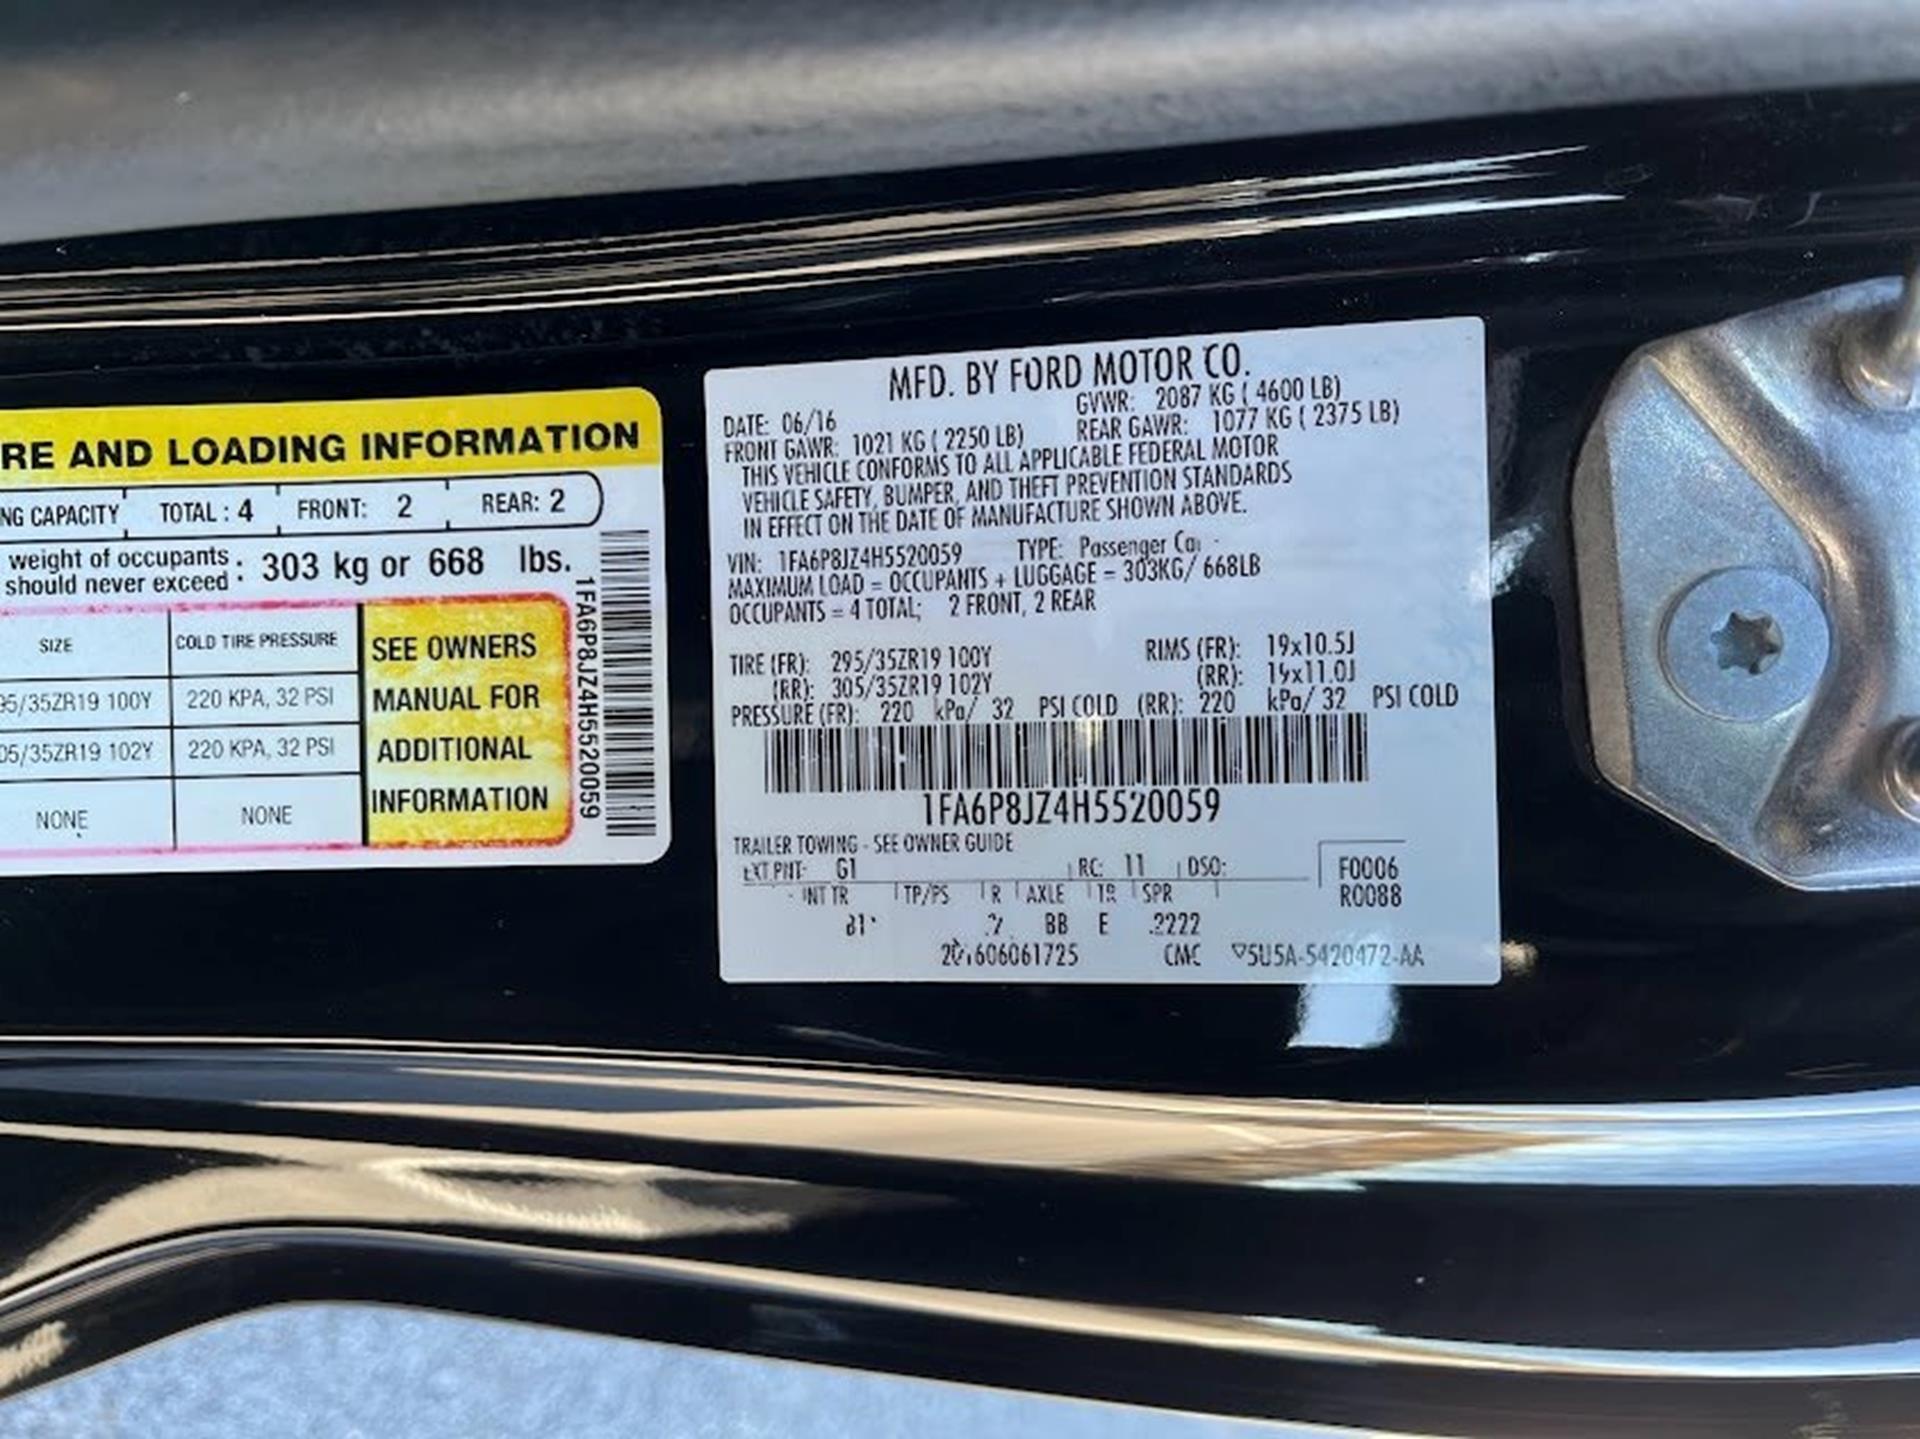 RE AND LOADING INFORMATION
NG CAPACITY TOTAL : 4 FRONT: 2 REAR: 2
weight of occupants : 303 kg or 668 lbs.
should never exceed :
SIZE COLD TIRE PRESSURE
95/35ZR19 100Y 220 KPA, 32 PSI
05/35ZR19 102Y 220 KPA, 32 PSI
NONE NONE
SEE OWNERS
MANUAL FOR
ADDITIONAL
INFORMATION
1FA6P8JZ4H5520059
MFD. BY FORD MOTOR CO.
DATE: 06/16 GVWR: 2087 KG ( 4600 LB)
FRONT GAWR: 1021 KG ( 2250 LB) REAR GAWR: 1077 KG ( 2375 LB)
THIS VEHICLE CONFORMS TO ALL APPLICABLE FEDERAL MOTOR
VEHICLE SAFETY, BUMPER, AND THEFT PREVENTION STANDARDS
IN EFFECT ON THE DATE OF MANUFACTURE SHOWN ABOVE.
VIN: 1FA6P8JZ4H5520059 TYPE: Passenger Car
MAXIMUM LOAD = OCCUPANTS + LUGGAGE = 303KG/ 668LB
OCCUPANTS = 4 TOTAL; 2 FRONT, 2 REAR
TIRE (FR): 295/35ZR19 100Y RIMS (FR): 19x10.5J
(RR): 305/35ZR19 102Y (RR): 19x11.0J
PRESSURE (FR): 220 kPa/ 32 PSI COLD (RR): 220 kPa/ 32 PSI COLD
1FA6P8JZ4H5520059
TRAILER TOWING - SEE OWNER GUIDE
EXT PNT: G1 RC: 11 DSO: F0006
INT TR TP/PS R AXLE TR SPR R0088
BB E 2222
201606061725 CMC 5U5A-5420472-AA